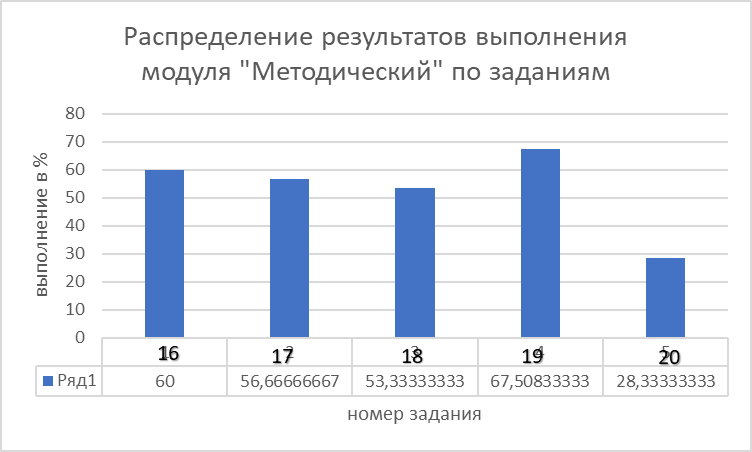 Распределение результатов выполнения
модуля "Методический" по заданиям
80
70
60
50
40
30
20
10
0
выполнение в %
16 17 18 19 20
Ряд1 60 56,66666667 53,33333333 67,50833333 28,33333333
номер задания